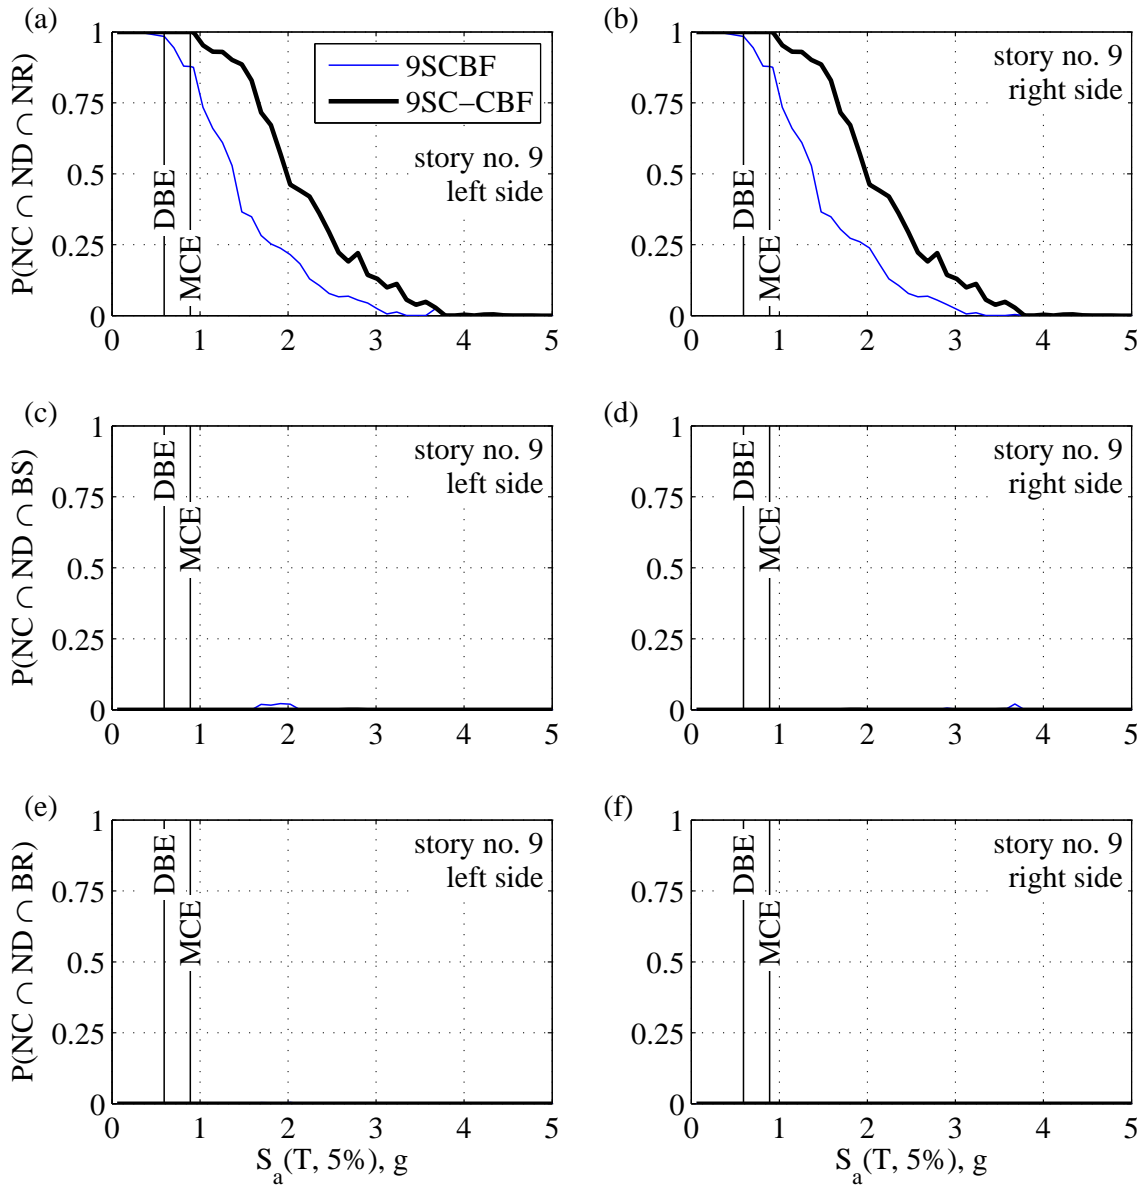 (a)
P(NC ∩ ND ∩ NR)
1
0.75
0.5
0.25
0
DBE
MCE
9SCBF
9SC−CBF
story no. 9
left side
0 1 2 3 4 5
(b)
1
0.75
0.5
0.25
0
DBE
MCE
story no. 9
right side
0 1 2 3 4 5
(c)
P(NC ∩ ND ∩ BS)
1
0.75
0.5
0.25
0
DBE
MCE
story no. 9
left side
0 1 2 3 4 5
(d)
1
0.75
0.5
0.25
0
DBE
MCE
story no. 9
right side
0 1 2 3 4 5
(e)
P(NC ∩ ND ∩ BR)
1
0.75
0.5
0.25
0
DBE
MCE
story no. 9
left side
0 1 2 3 4 5
S_a(T, 5%), g
(f)
1
0.75
0.5
0.25
0
DBE
MCE
story no. 9
right side
0 1 2 3 4 5
S_a(T, 5%), g